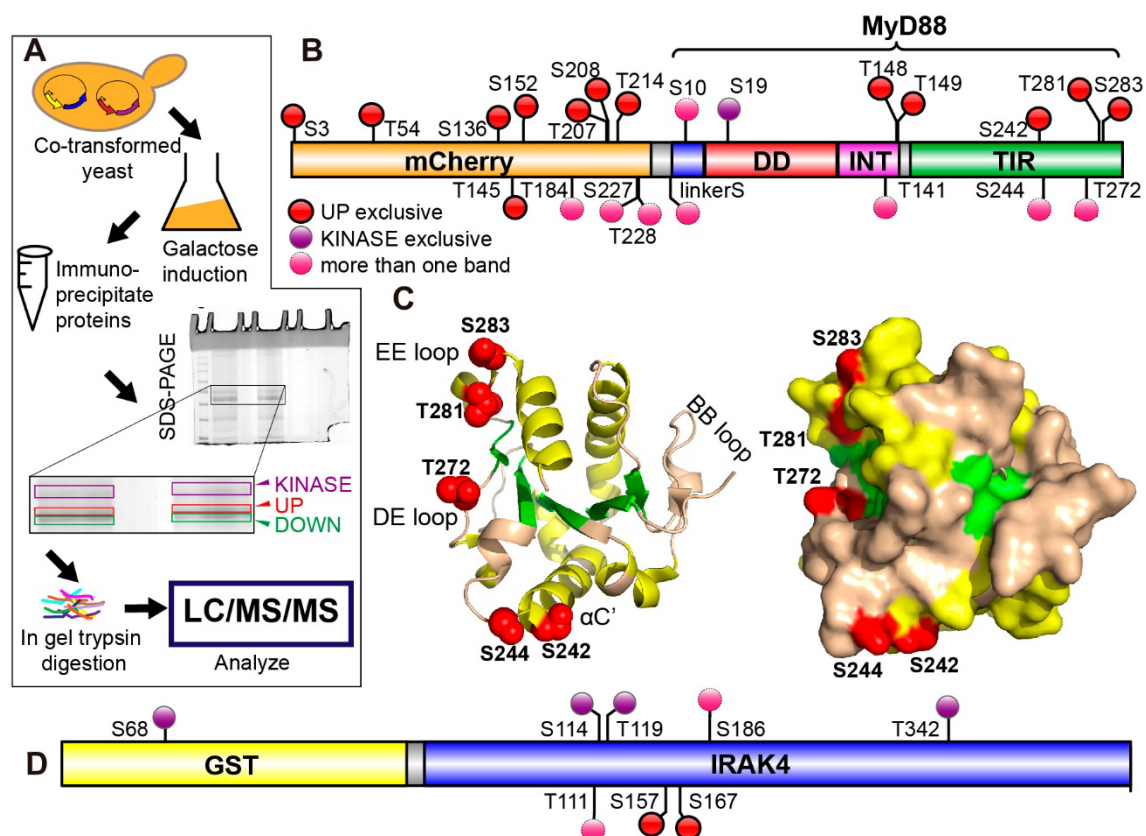 A
Co-transformed
yeast
Galactose
induction
Immuno-
precipitate
proteins
SDS-PAGE
KINASE
UP
DOWN
In gel trypsin
digestion
LC/MS/MS
Analyze
B
MyD88
S3
T54
S136
S152
S208
T207
T214
S10
S19
T148
T149
S242
T281
S283
mCherry
DD
INT
TIR
T145
T184
S227
T228
linkerS
T141
S244
T272
UP exclusive
KINASE exclusive
more than one band
C
S283
EE loop
T281
T272
DE loop
BB loop
αC’
S244
S242
S283
T281
T272
S244
S242
D
S68
S114
T119
S186
T342
GST
IRAK4
T111
S157
S167